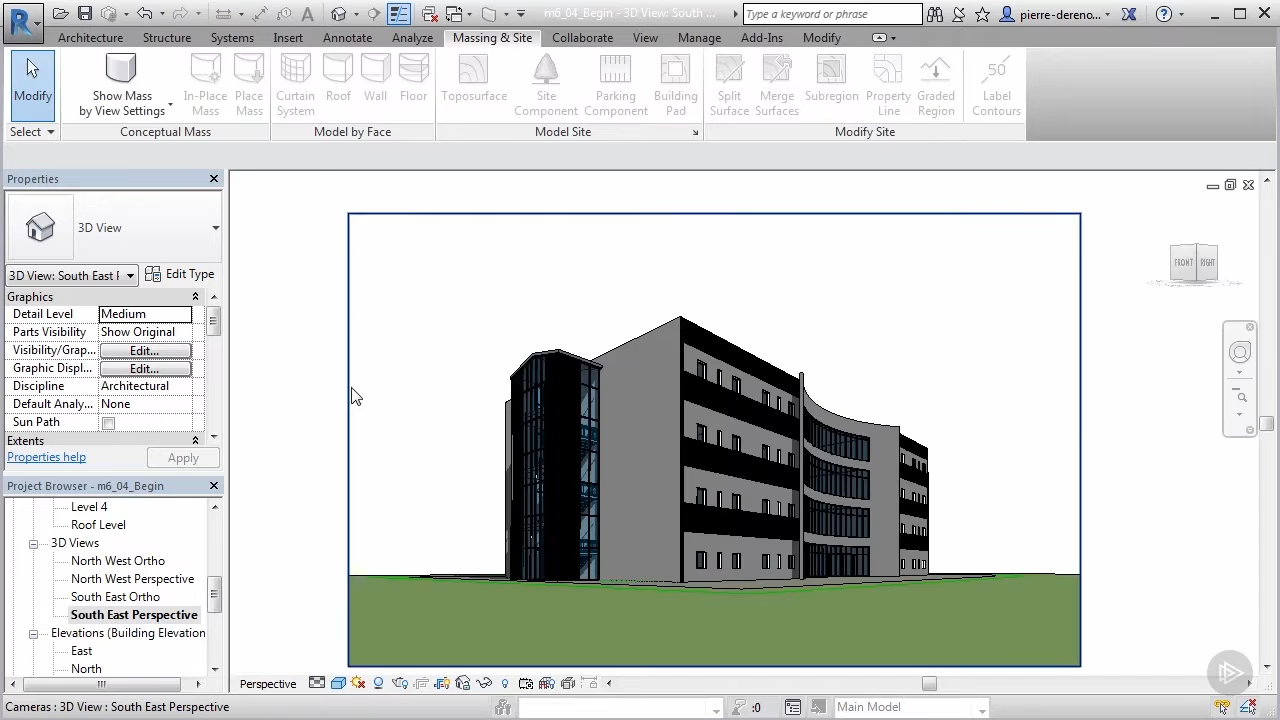 m6_04_Begin - 3D View: South ...
Type a keyword or phrase
pierre-dereno...
Architecture Structure Systems Insert Annotate Analyze Massing & Site Collaborate View Manage Add-Ins Modify
Modify
Show Mass
by View Settings
In-Place
Mass
Place
Mass
Curtain
System
Roof
Wall
Floor
Toposurface
Site
Component
Parking
Component
Building
Pad
Split
Surface
Merge
Surfaces
Subregion
Property
Line
Graded
Region
50
Label
Contours
Select
Conceptual Mass
Model by Face
Model Site
Modify Site
Properties
3D View
3D View: South East F
Edit Type
Graphics
Detail Level Medium
Parts Visibility Show Original
Visibility/Grap... Edit...
Graphic Displ... Edit...
Discipline Architectural
Default Analy... None
Sun Path
Extents
Properties help
Apply
Project Browser - m6_04_Begin
Level 4
Roof Level
3D Views
North West Ortho
North West Perspective
South East Ortho
South East Perspective
Elevations (Building Elevation
East
North
FRONT
RIGHT
Perspective
Cameras : 3D View : South East Perspective
:0
Main Model